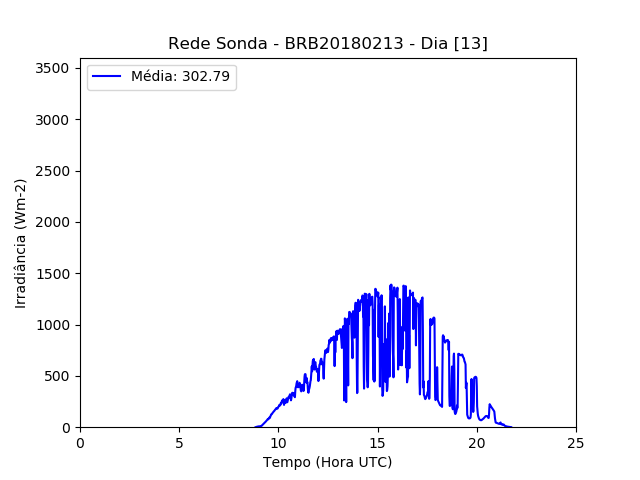 Rede Sonda - BRB20180213 - Dia [13]
Média: 302.79
3500
3000
2500
2000
1500
1000
500
0
Irradiância (Wm-2)
0 5 10 15 20 25
Tempo (Hora UTC)